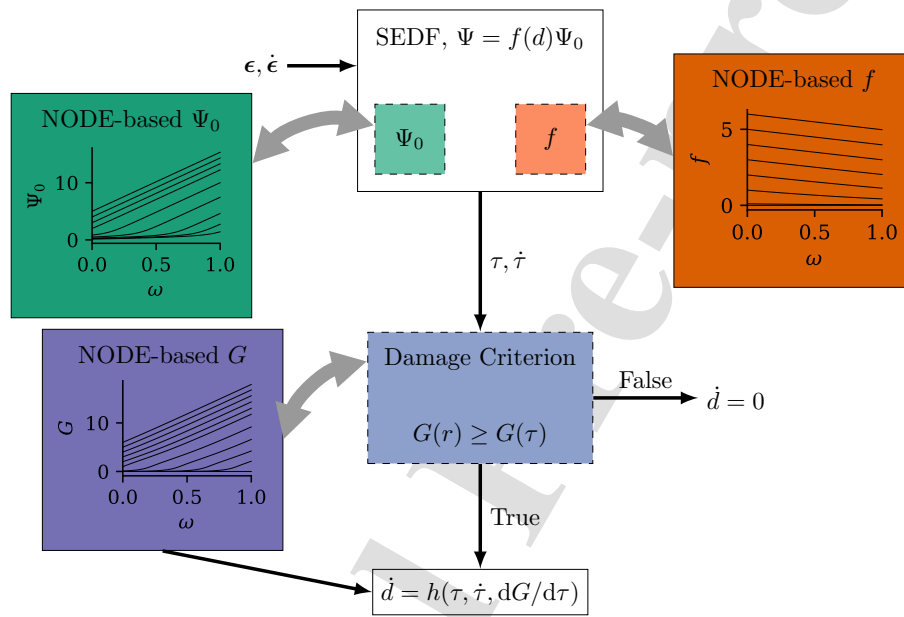 SEDF, Ψ = f(d)Ψ₀
ϵ, ϵ̇
Ψ₀
f
NODE-based Ψ₀
10
0
Ψ₀
0.0 0.5 1.0
ω
NODE-based f
5
0
f
0.0 0.5 1.0
ω
τ, τ̇
NODE-based G
10
0
G
0.0 0.5 1.0
ω
Damage Criterion
G(r) ≥ G(τ)
False
ḋ = 0
True
ḋ = h(τ, τ̇, dG/dτ)